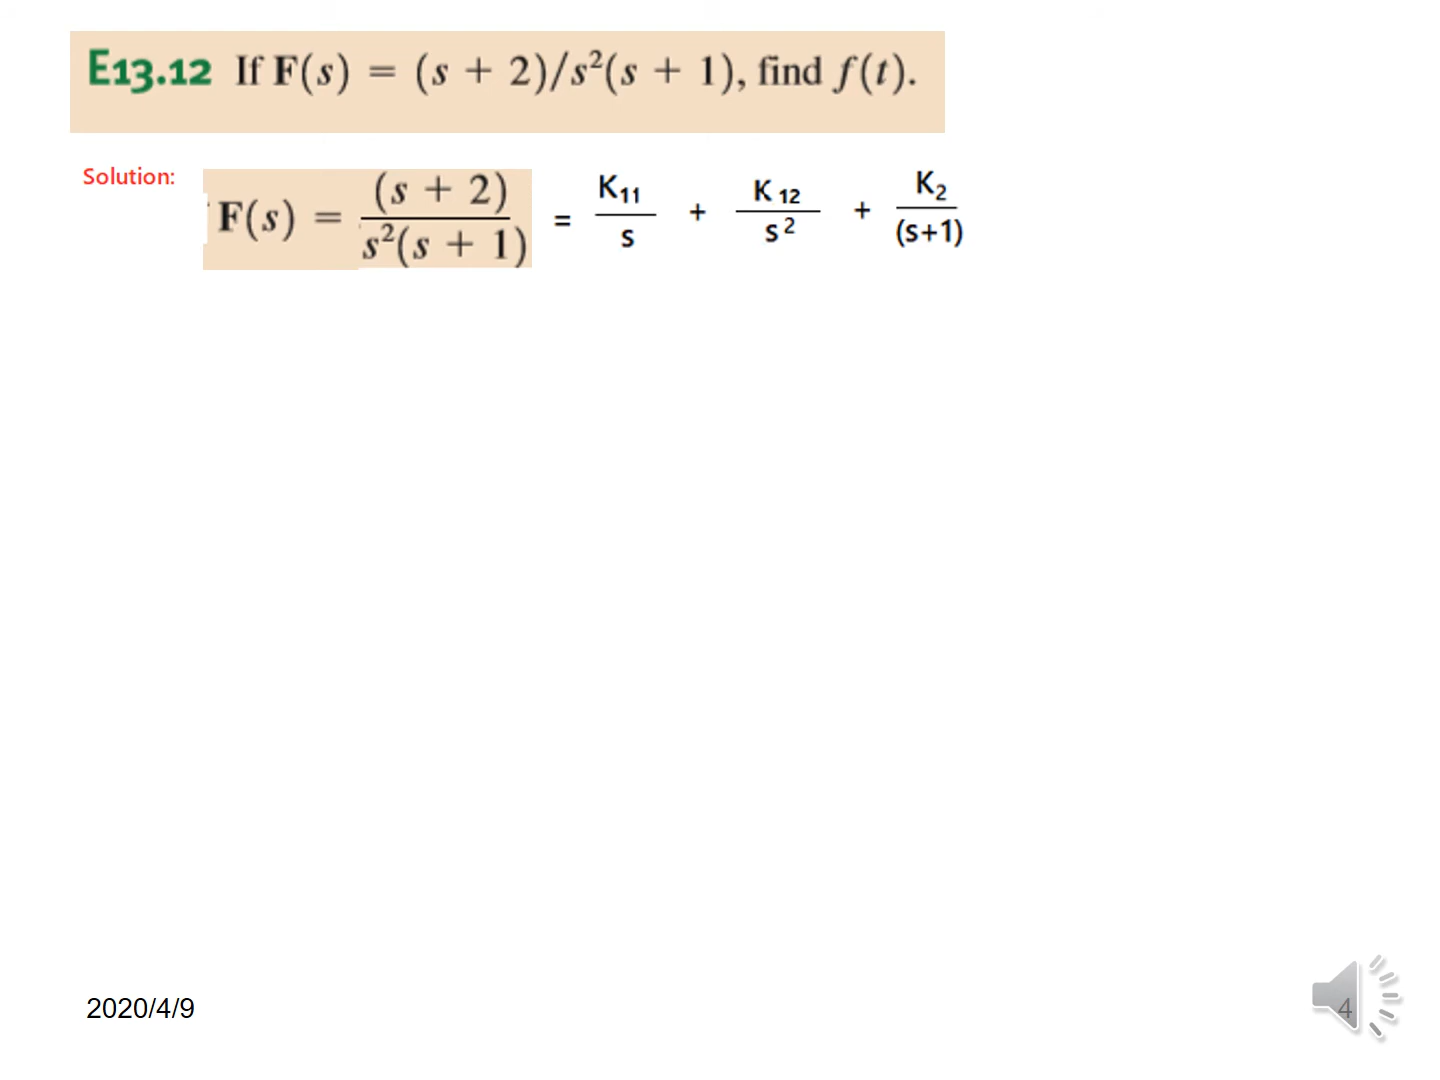 E13.12 If F(s) = (s + 2)/s²(s + 1), find f(t).
Solution:
F(s) = (s + 2) / s²(s + 1) = K₁₁ / s + K₁₂ / s² + K₂ / (s+1)
2020/4/9
4